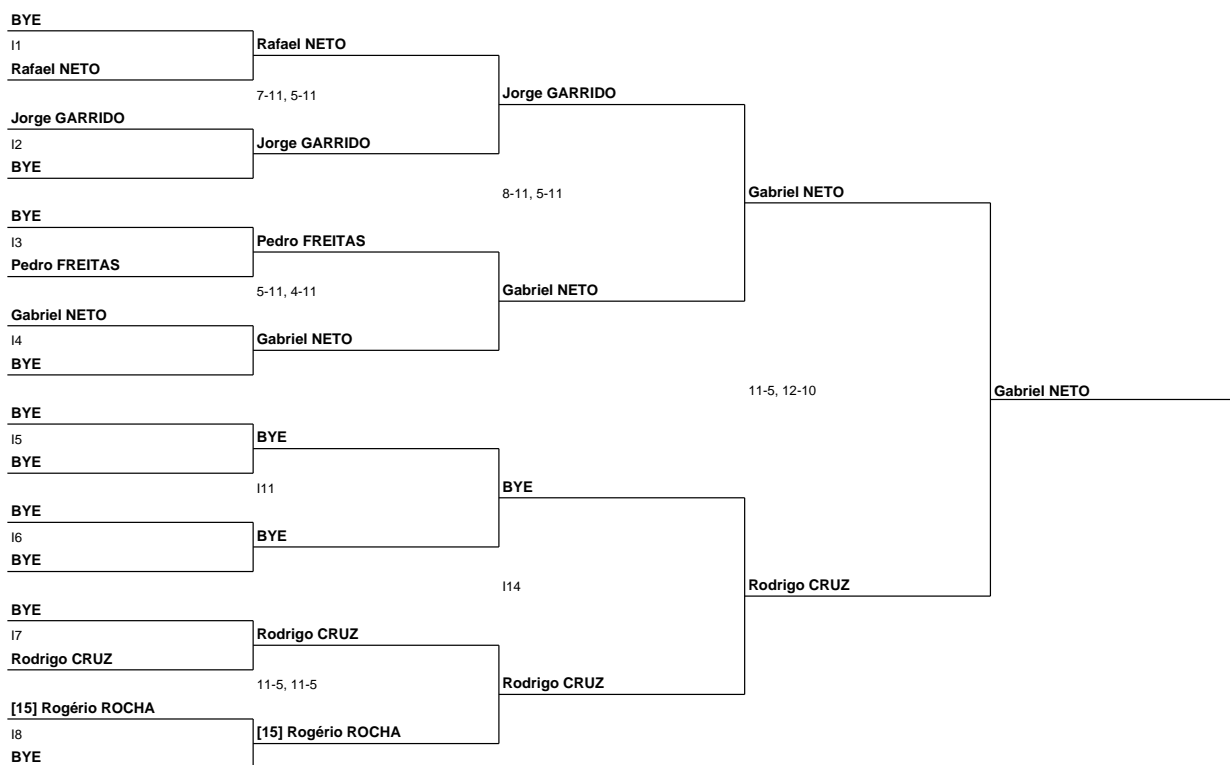 BYE
I1
Rafael NETO
Rafael NETO
7-11, 5-11
Jorge GARRIDO
Jorge GARRIDO
I2
Jorge GARRIDO
BYE
8-11, 5-11
Gabriel NETO
BYE
I3
Pedro FREITAS
Pedro FREITAS
5-11, 4-11
Gabriel NETO
Gabriel NETO
I4
Gabriel NETO
BYE
11-5, 12-10
Gabriel NETO
BYE
I5
BYE
BYE
I11
BYE
BYE
I6
BYE
BYE
I14
Rodrigo CRUZ
BYE
I7
Rodrigo CRUZ
Rodrigo CRUZ
11-5, 11-5
Rodrigo CRUZ
[15] Rogério ROCHA
I8
[15] Rogério ROCHA
BYE